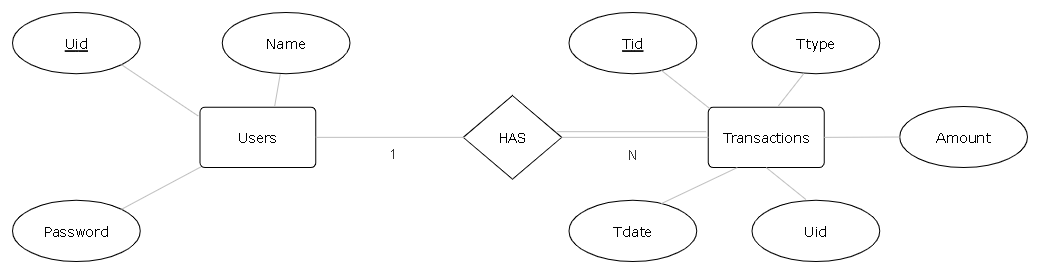 Uid
Name
Tid
Ttype
Users
HAS
Transactions
Amount
1
N
Password
Tdate
Uid